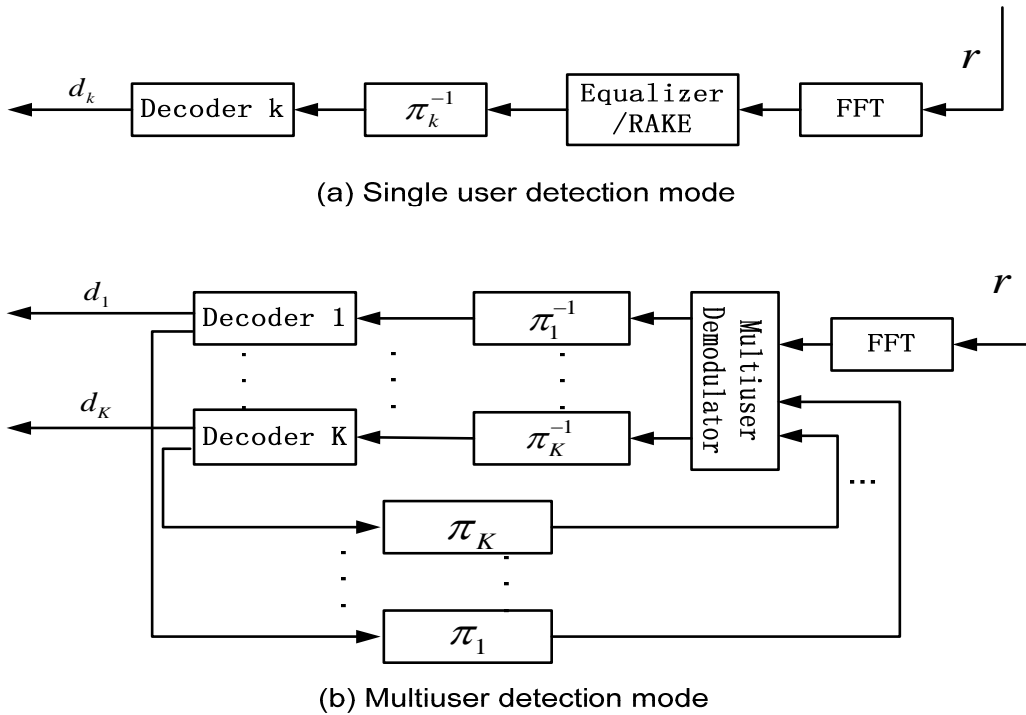 r
d_k
Decoder k
π_k^{-1}
Equalizer
/RAKE
FFT
(a) Single user detection mode
r
d_1
Decoder 1
π_1^{-1}
Multiuser
Demodulator
FFT
d_K
Decoder K
π_K^{-1}
π_K
π_1
(b) Multiuser detection mode